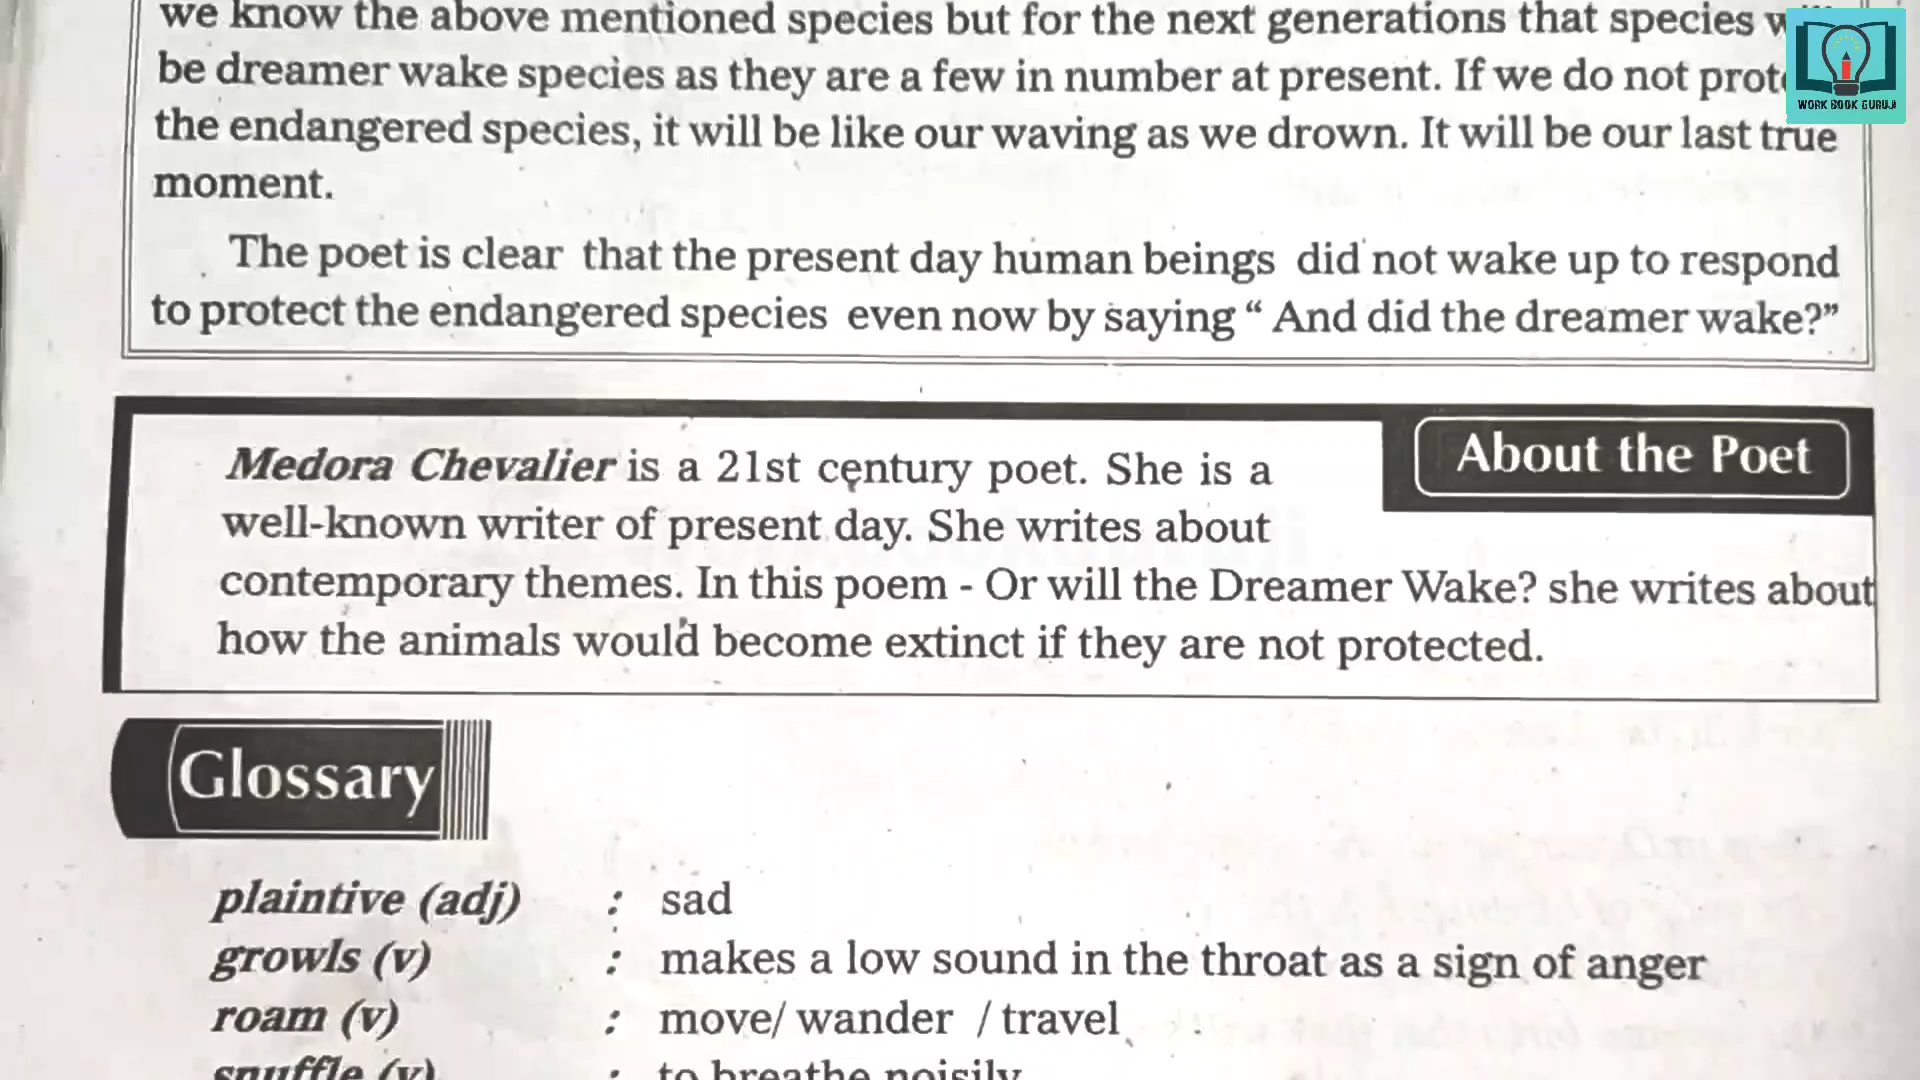 we know the above mentioned species but for the next generations that species
be dreamer wake species as they are a few in number at present. If we do not
WORK BOOK GURUJI
the endangered species, it will be like our waving as we drown. It will be our last true
moment.
The poet is clear that the present day human beings did not wake up to respond
to protect the endangered species even now by saying “ And did the dreamer wake?”
About the Poet
Medora Chevalier is a 21st century poet. She is a
well-known writer of present day. She writes about
contemporary themes. In this poem - Or will the Dreamer Wake? she writes about
how the animals would become extinct if they are not protected.
Glossary
plaintive (adj) : sad
growls (v) : makes a low sound in the throat as a sign of anger
roam (v) : move/ wander / travel
snuffle (v) : to breathe noisily